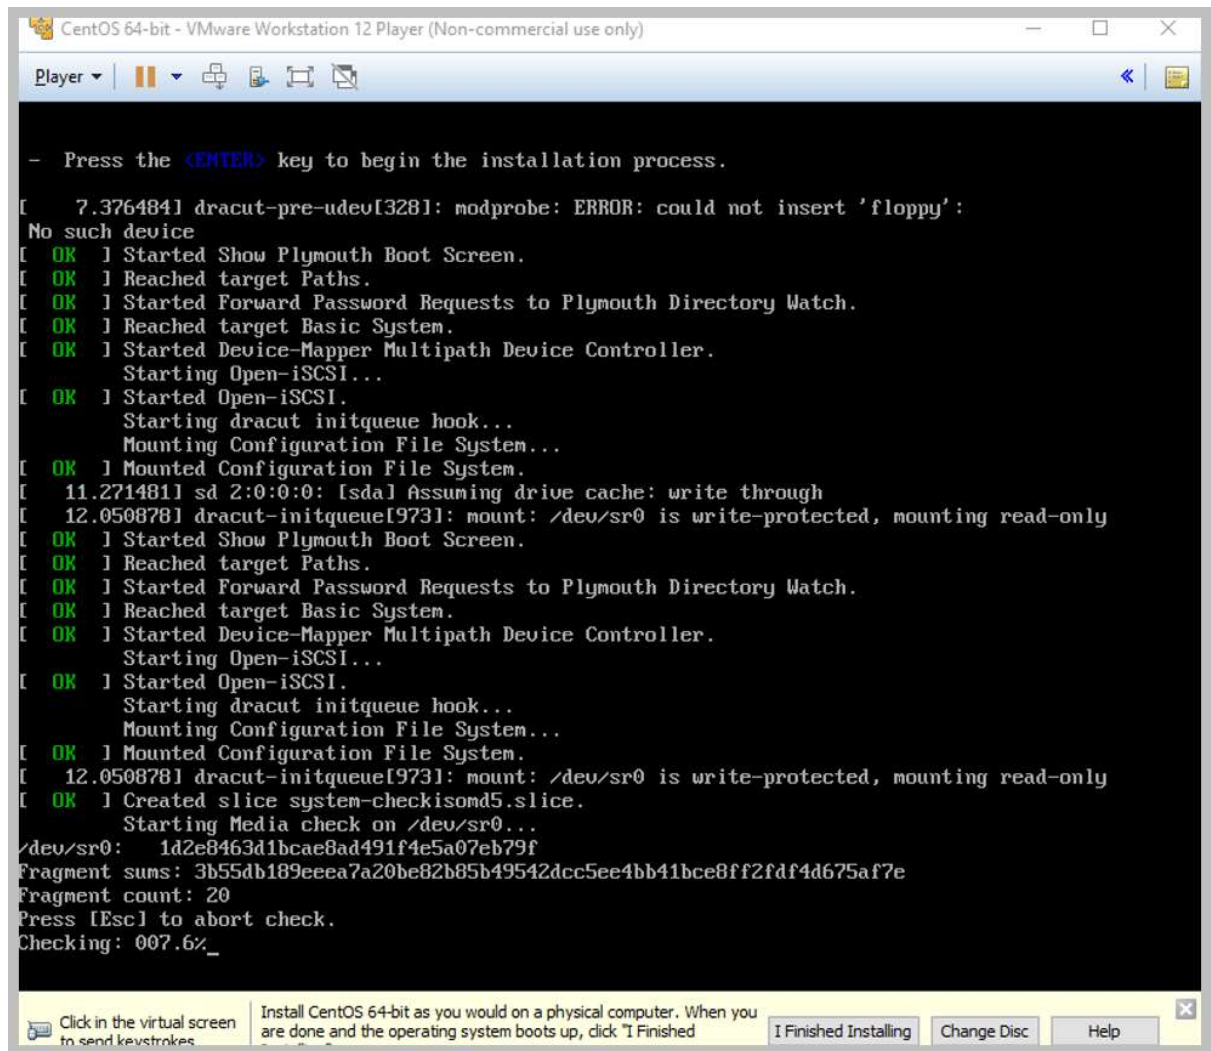 CentOS 64-bit - VMware Workstation 12 Player (Non-commercial use only)
Player
- Press the <ENTER> key to begin the installation process.
[ 7.376484] dracut-pre-udev[328]: modprobe: ERROR: could not insert 'floppy':
No such device
[ OK ] Started Show Plymouth Boot Screen.
[ OK ] Reached target Paths.
[ OK ] Started Forward Password Requests to Plymouth Directory Watch.
[ OK ] Reached target Basic System.
[ OK ] Started Device-Mapper Multipath Device Controller.
Starting Open-iSCSI...
[ OK ] Started Open-iSCSI.
Starting dracut initqueue hook...
Mounting Configuration File System...
[ OK ] Mounted Configuration File System.
[ 11.271481] sd 2:0:0:0: [sda] Assuming drive cache: write through
[ 12.050878] dracut-initqueue[973]: mount: /dev/sr0 is write-protected, mounting read-only
[ OK ] Started Show Plymouth Boot Screen.
[ OK ] Reached target Paths.
[ OK ] Started Forward Password Requests to Plymouth Directory Watch.
[ OK ] Reached target Basic System.
[ OK ] Started Device-Mapper Multipath Device Controller.
Starting Open-iSCSI...
[ OK ] Started Open-iSCSI.
Starting dracut initqueue hook...
Mounting Configuration File System...
[ OK ] Mounted Configuration File System.
[ 12.050878] dracut-initqueue[973]: mount: /dev/sr0 is write-protected, mounting read-only
[ OK ] Created slice system-checkisomd5.slice.
Starting Media check on /dev/sr0...
/dev/sr0: 1d2e8463d1bcae8ad491f4e5a07eb79f
Fragment sums: 3b55db189eeea7a20be82b85b49542dcc5ee4bb41bce8ff2fdf4d675af7e
Fragment count: 20
Press [Esc] to abort check.
Checking: 007.6%_
Click in the virtual screen
to send keystrokes
Install CentOS 64-bit as you would on a physical computer. When you
are done and the operating system boots up, click "I Finished
I Finished Installing
Change Disc
Help